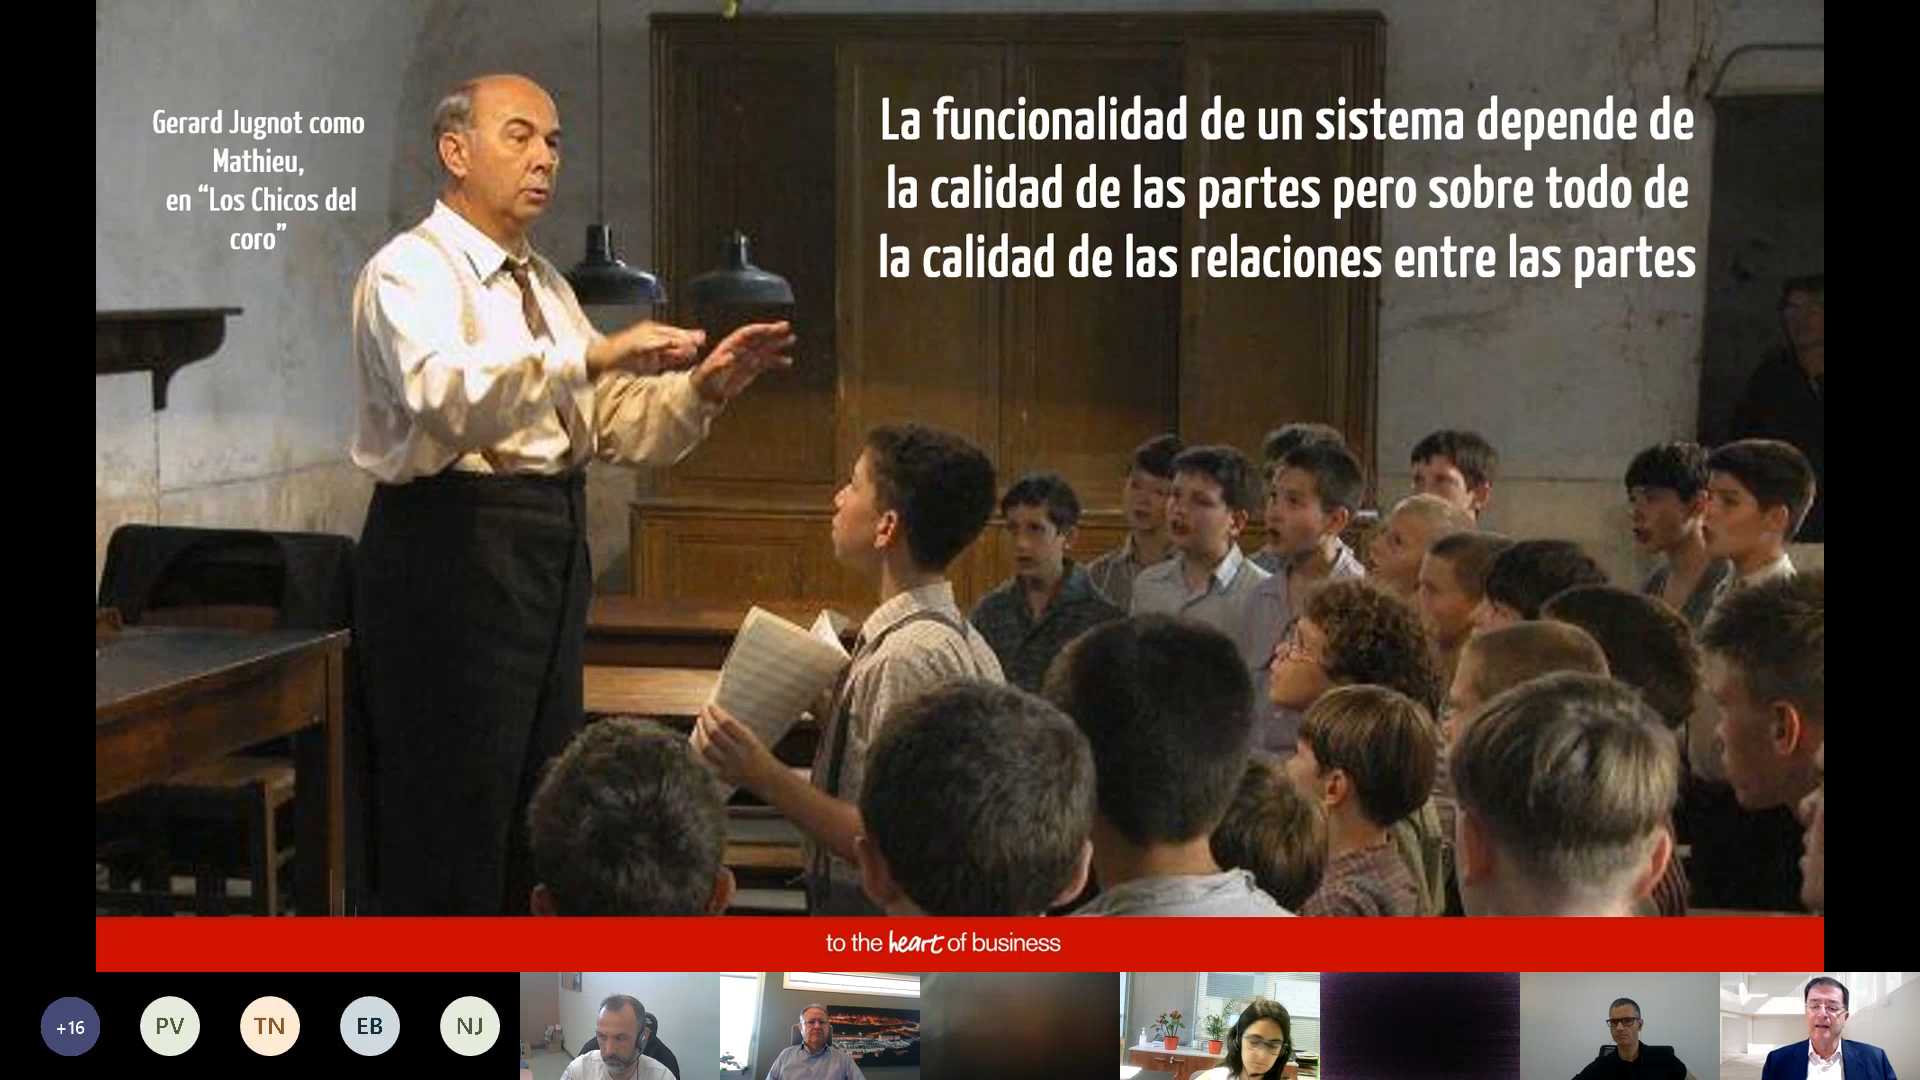 Gerard Jugnot como
Mathieu,
en “Los Chicos del
coro”
La funcionalidad de un sistema depende de
la calidad de las partes pero sobre todo de
la calidad de las relaciones entre las partes
to the heart of business
+16
PV
TN
EB
NJ